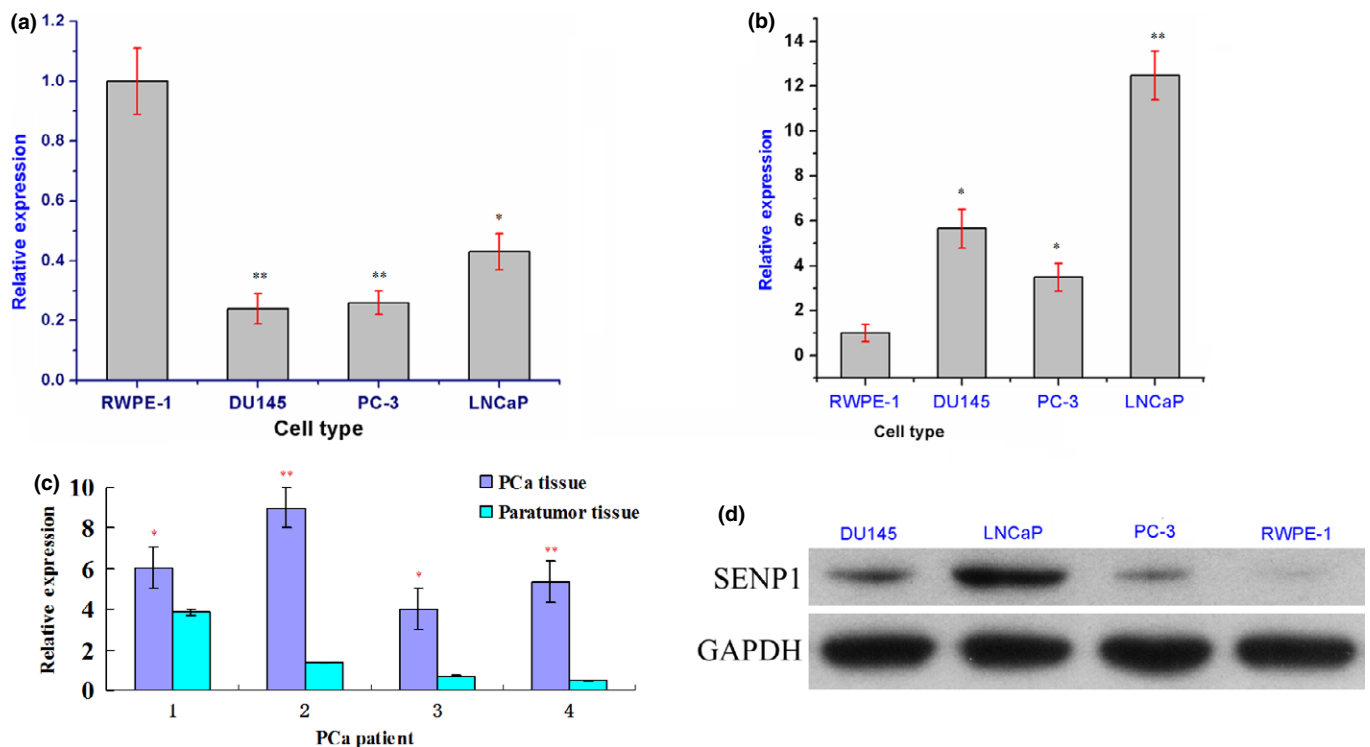 (a)
1.2
1.0
0.8
0.6
0.4
0.2
0.0
Relative expression
**
**
*
RWPE-1 DU145 PC-3 LNCaP
Cell type
(b)
14
12
10
8
6
4
2
0
Relative expression
*
*
**
RWPE-1 DU145 PC-3 LNCaP
Cell type
(c)
10
8
6
4
2
0
Relative expression
*
**
*
**
PCa tissue
Paratumor tissue
1 2 3 4
PCa patient
(d)
DU145 LNCaP PC-3 RWPE-1
SENP1
GAPDH